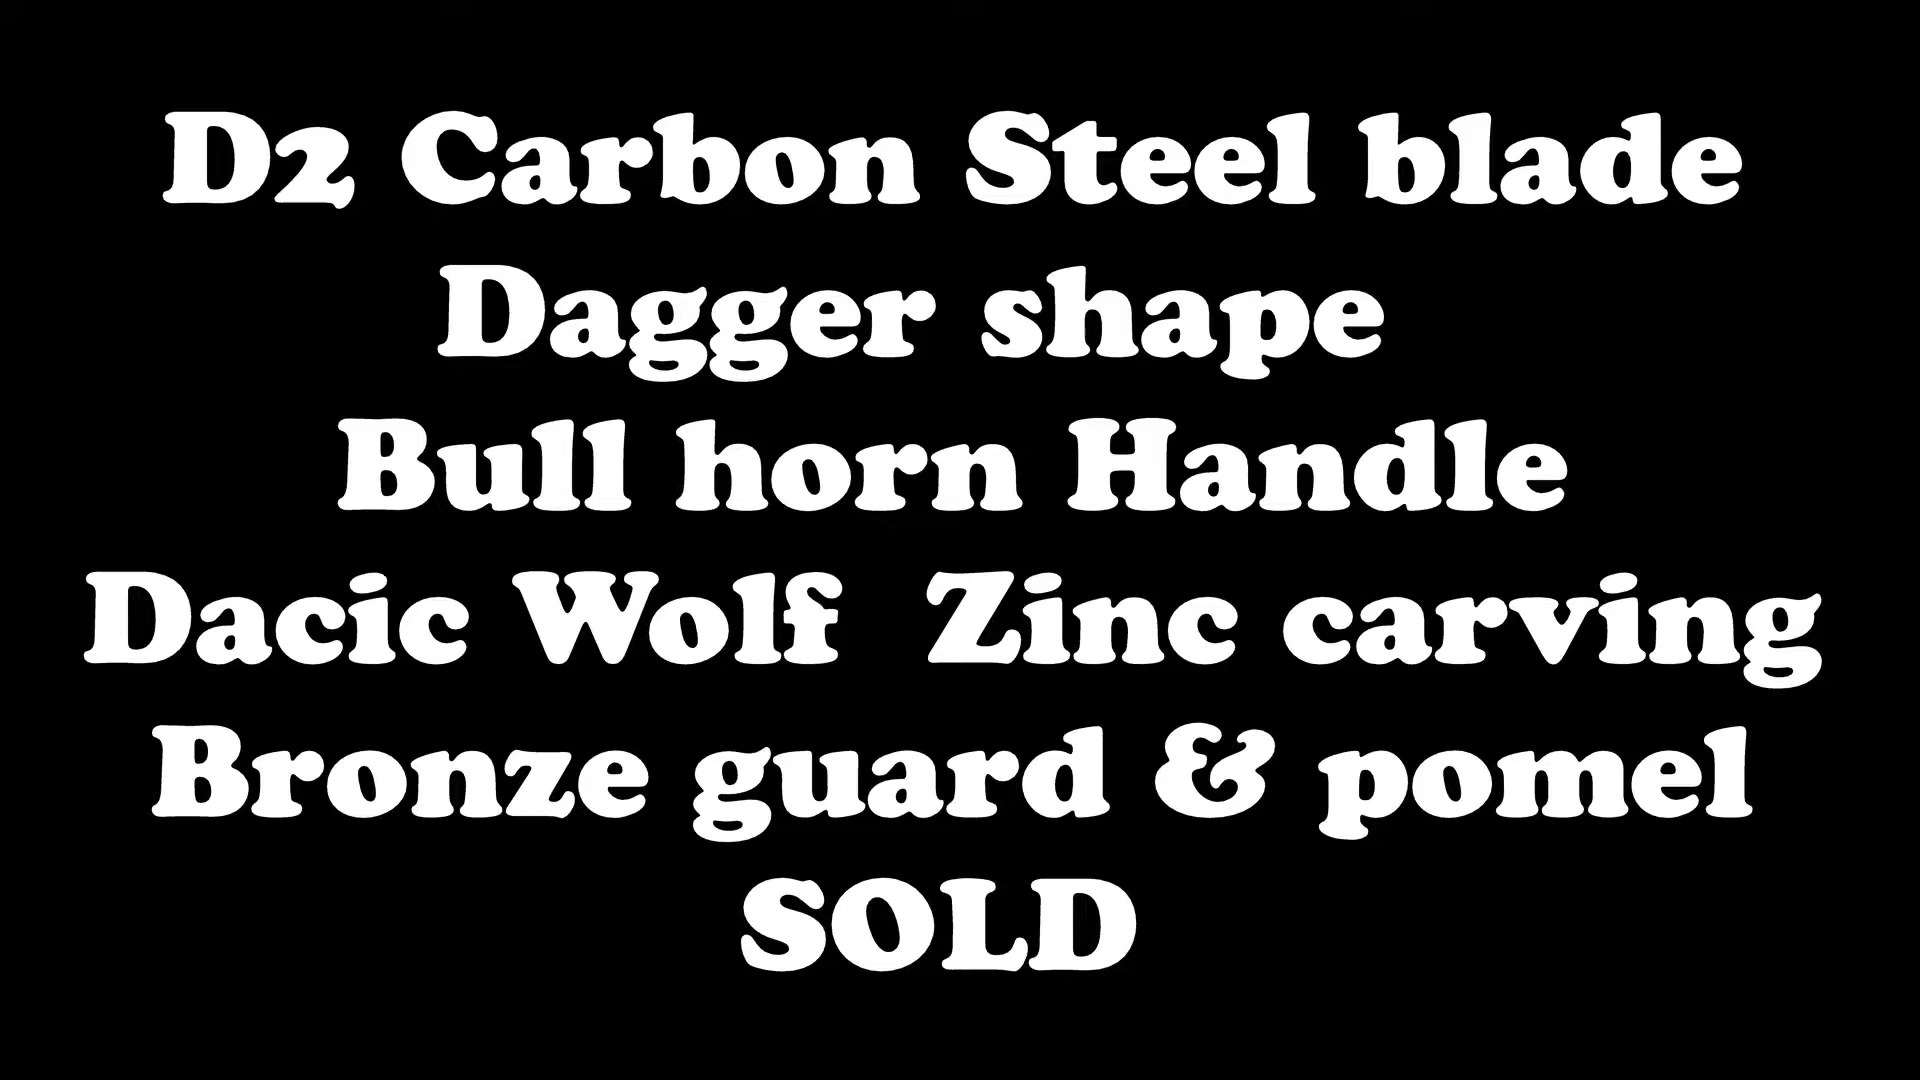 D2 Carbon Steel blade
Dagger shape
Bull horn Handle
Dacic Wolf  Zinc carving
Bronze guard & pomel
SOLD